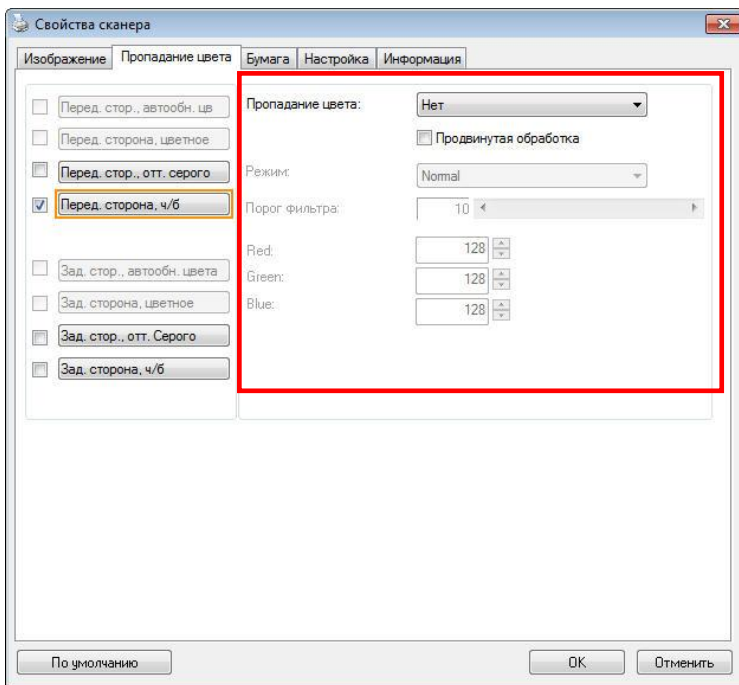 Свойства сканера
Изображение Пропадание цвета Бумага Настройка Информация
Перед. стор., автообн. цв
Перед. сторона, цветное
Перед. стор., отт. серого
Перед. сторона, ч/б
Зад. стор., автообн. цвета
Зад. сторона, цветное
Зад. стор., отт. Серого
Зад. сторона, ч/б
Пропадание цвета: Нет
Продвинутая обработка
Режим: Normal
Порог фильтра: 10
Red: 128
Green: 128
Blue: 128
По умолчанию OK Отменить